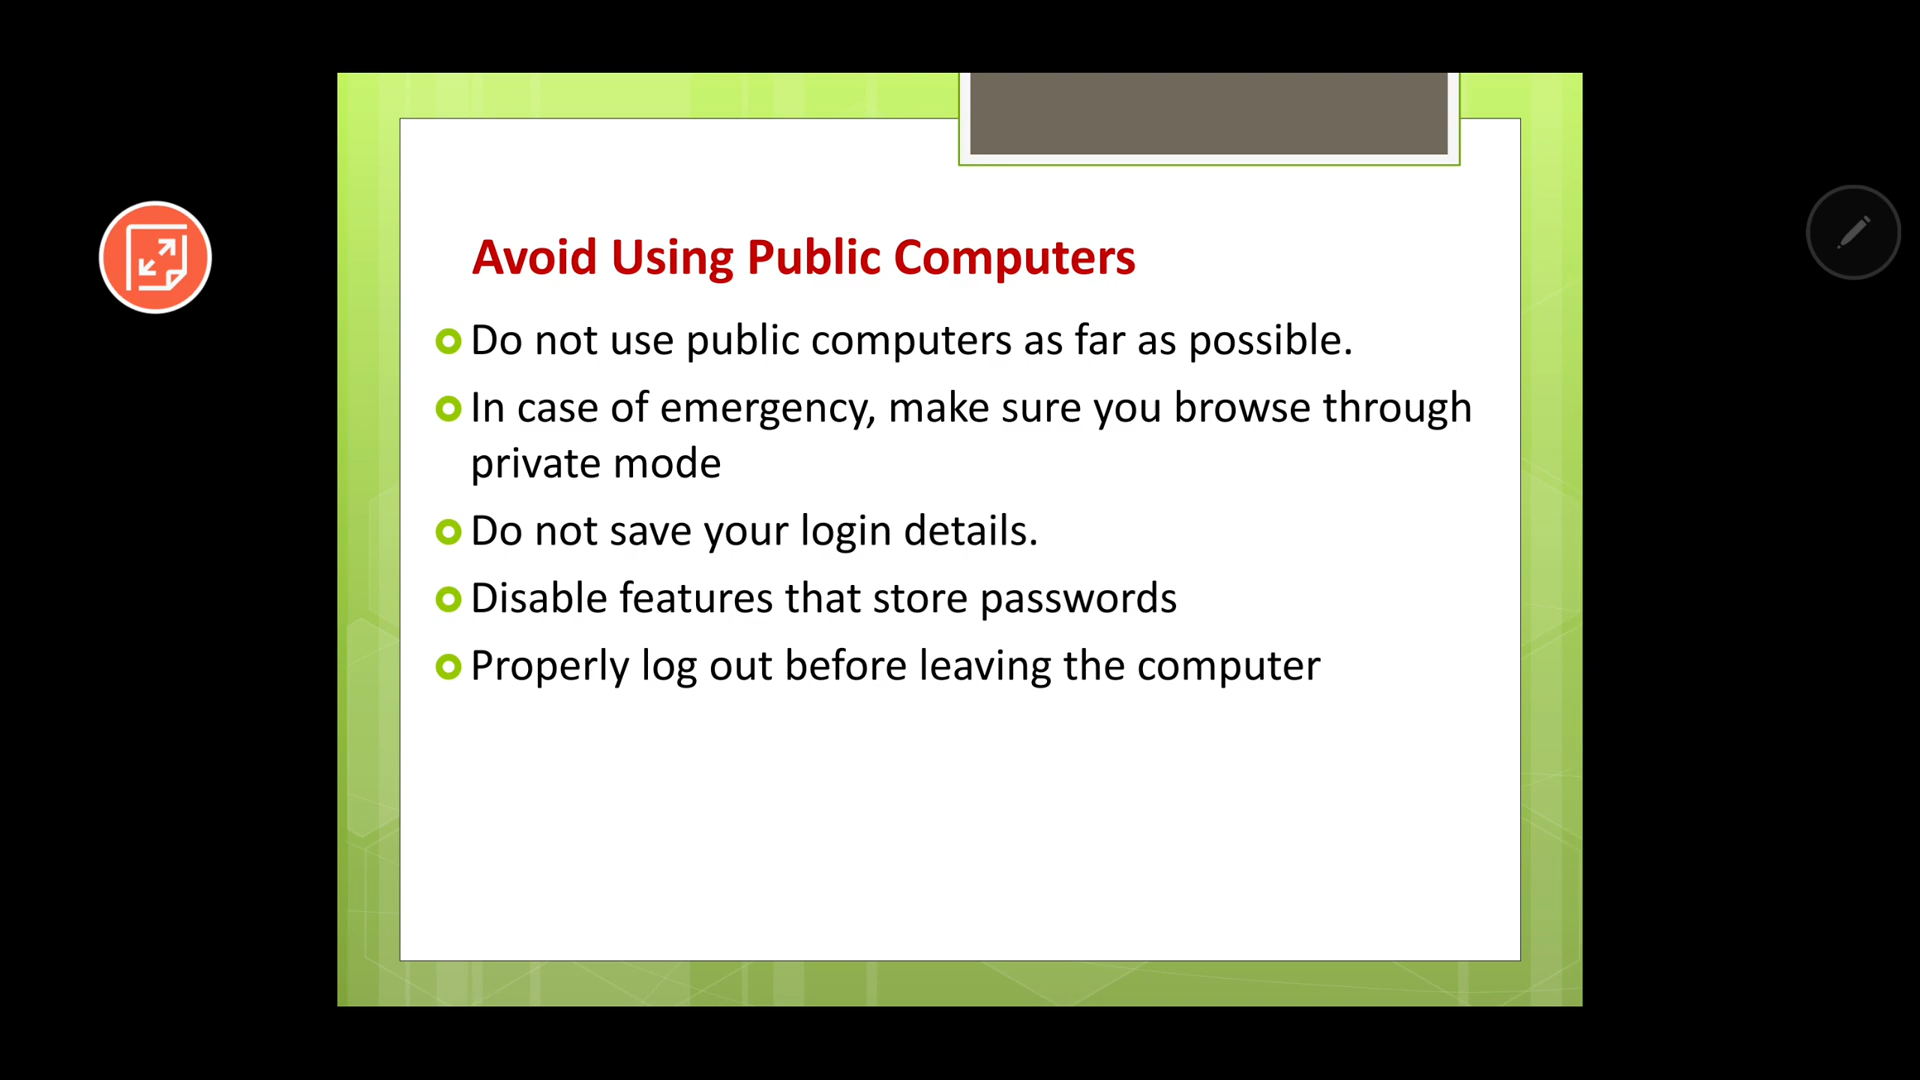 Avoid Using Public Computers
Do not use public computers as far as possible.
In case of emergency, make sure you browse through
private mode
Do not save your login details.
Disable features that store passwords
Properly log out before leaving the computer